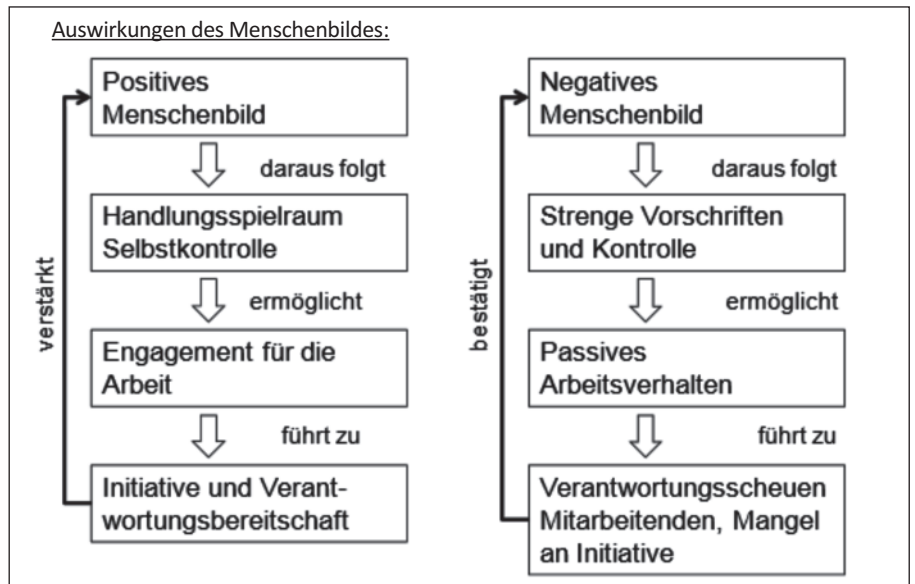 Auswirkungen des Menschenbildes:
Positives
Menschenbild
daraus folgt
Handlungsspielraum
Selbstkontrolle
ermöglicht
Engagement für die
Arbeit
führt zu
Initiative und Verant-
wortungsbereitschaft
verstärkt
Negatives
Menschenbild
daraus folgt
Strenge Vorschriften
und Kontrolle
ermöglicht
Passives
Arbeitsverhalten
führt zu
Verantwortungsscheuen
Mitarbeitenden, Mangel
an Initiative
bestätigt